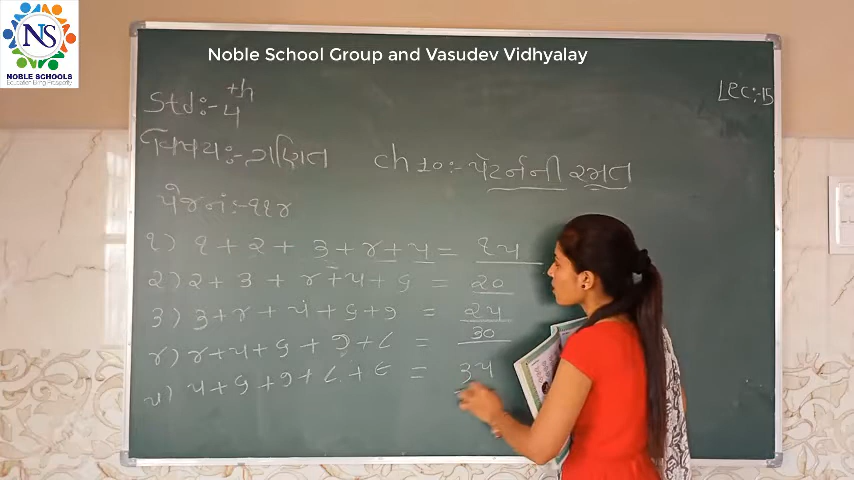 NS
NOBLE SCHOOLS
Noble School Group and Vasudev Vidhyalay
Std:- 4th
Lec:-15
વિષય:- ગણિત
ch 10:- પેટર્નની રમત
પેજ નં:- ૧૧૪
૧) ૧ + ૨ + ૩ + ૪ + ૫ = ૧૫
૨) ૨ + ૩ + ૪ + ૫ + ૬ = ૨૦
૩) ૩ + ૪ + ૫ + ૬ + ૭ = ૨૫
૪) ૪ + ૫ + ૬ + ૭ + ૮ = ૩૦
૫) ૫ + ૬ + ૭ + ૮ + ૯ = ૩૫